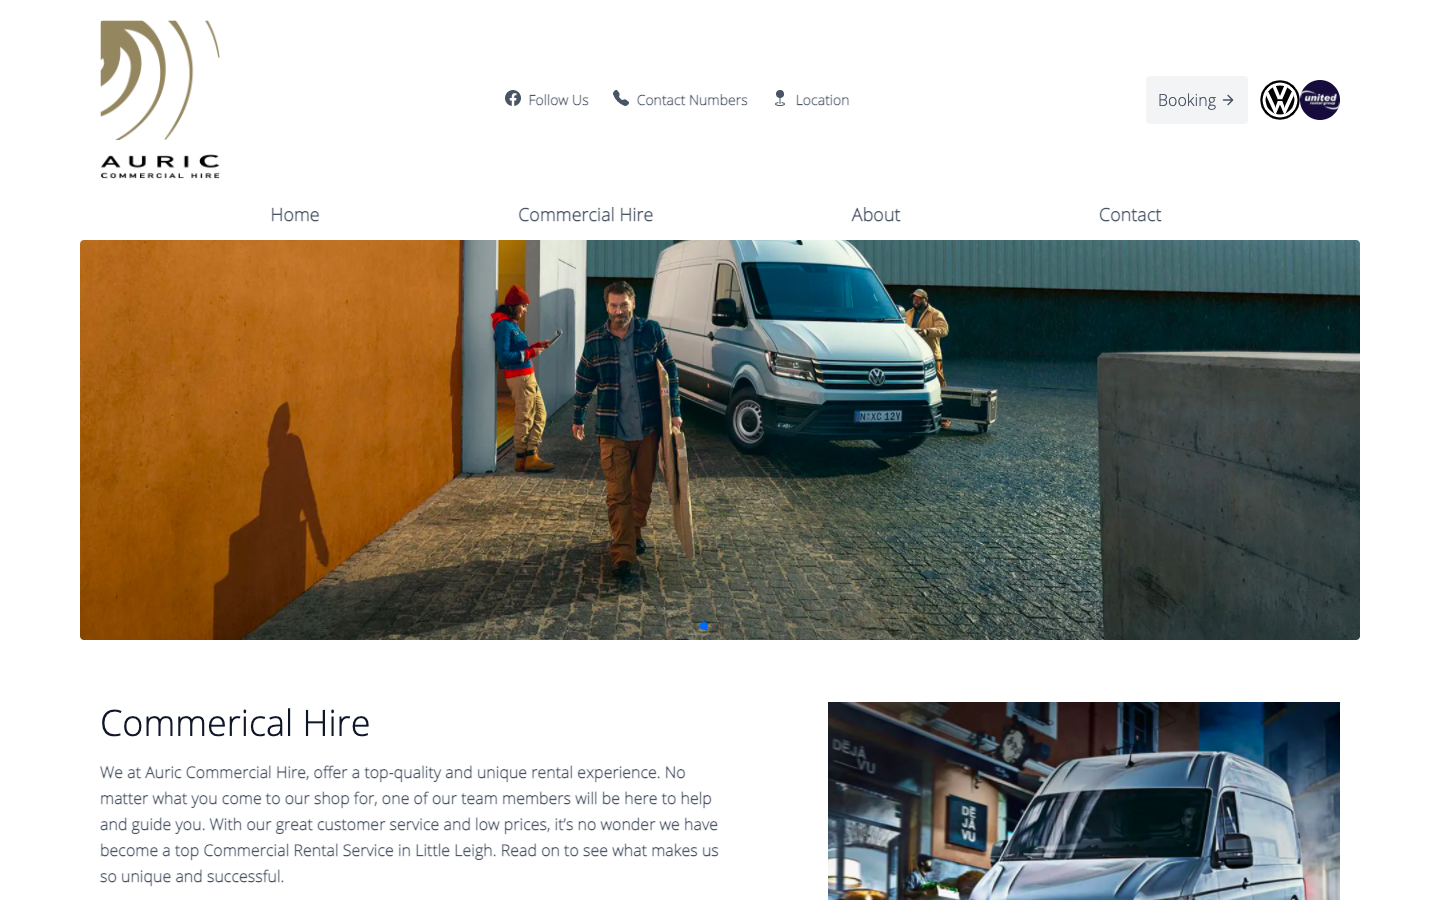 AURIC
COMMERCIAL HIRE
Follow Us
Contact Numbers
Location
Booking
united
rental group
Home
Commercial Hire
About
Contact
N·XC 12V
Commerical Hire
We at Auric Commercial Hire, offer a top-quality and unique rental experience. No
matter what you come to our shop for, one of our team members will be here to help
and guide you. With our great customer service and low prices, it’s no wonder we have
become a top Commercial Rental Service in Little Leigh. Read on to see what makes us
so unique and successful.
DEJA
VU
DE
JA
VU